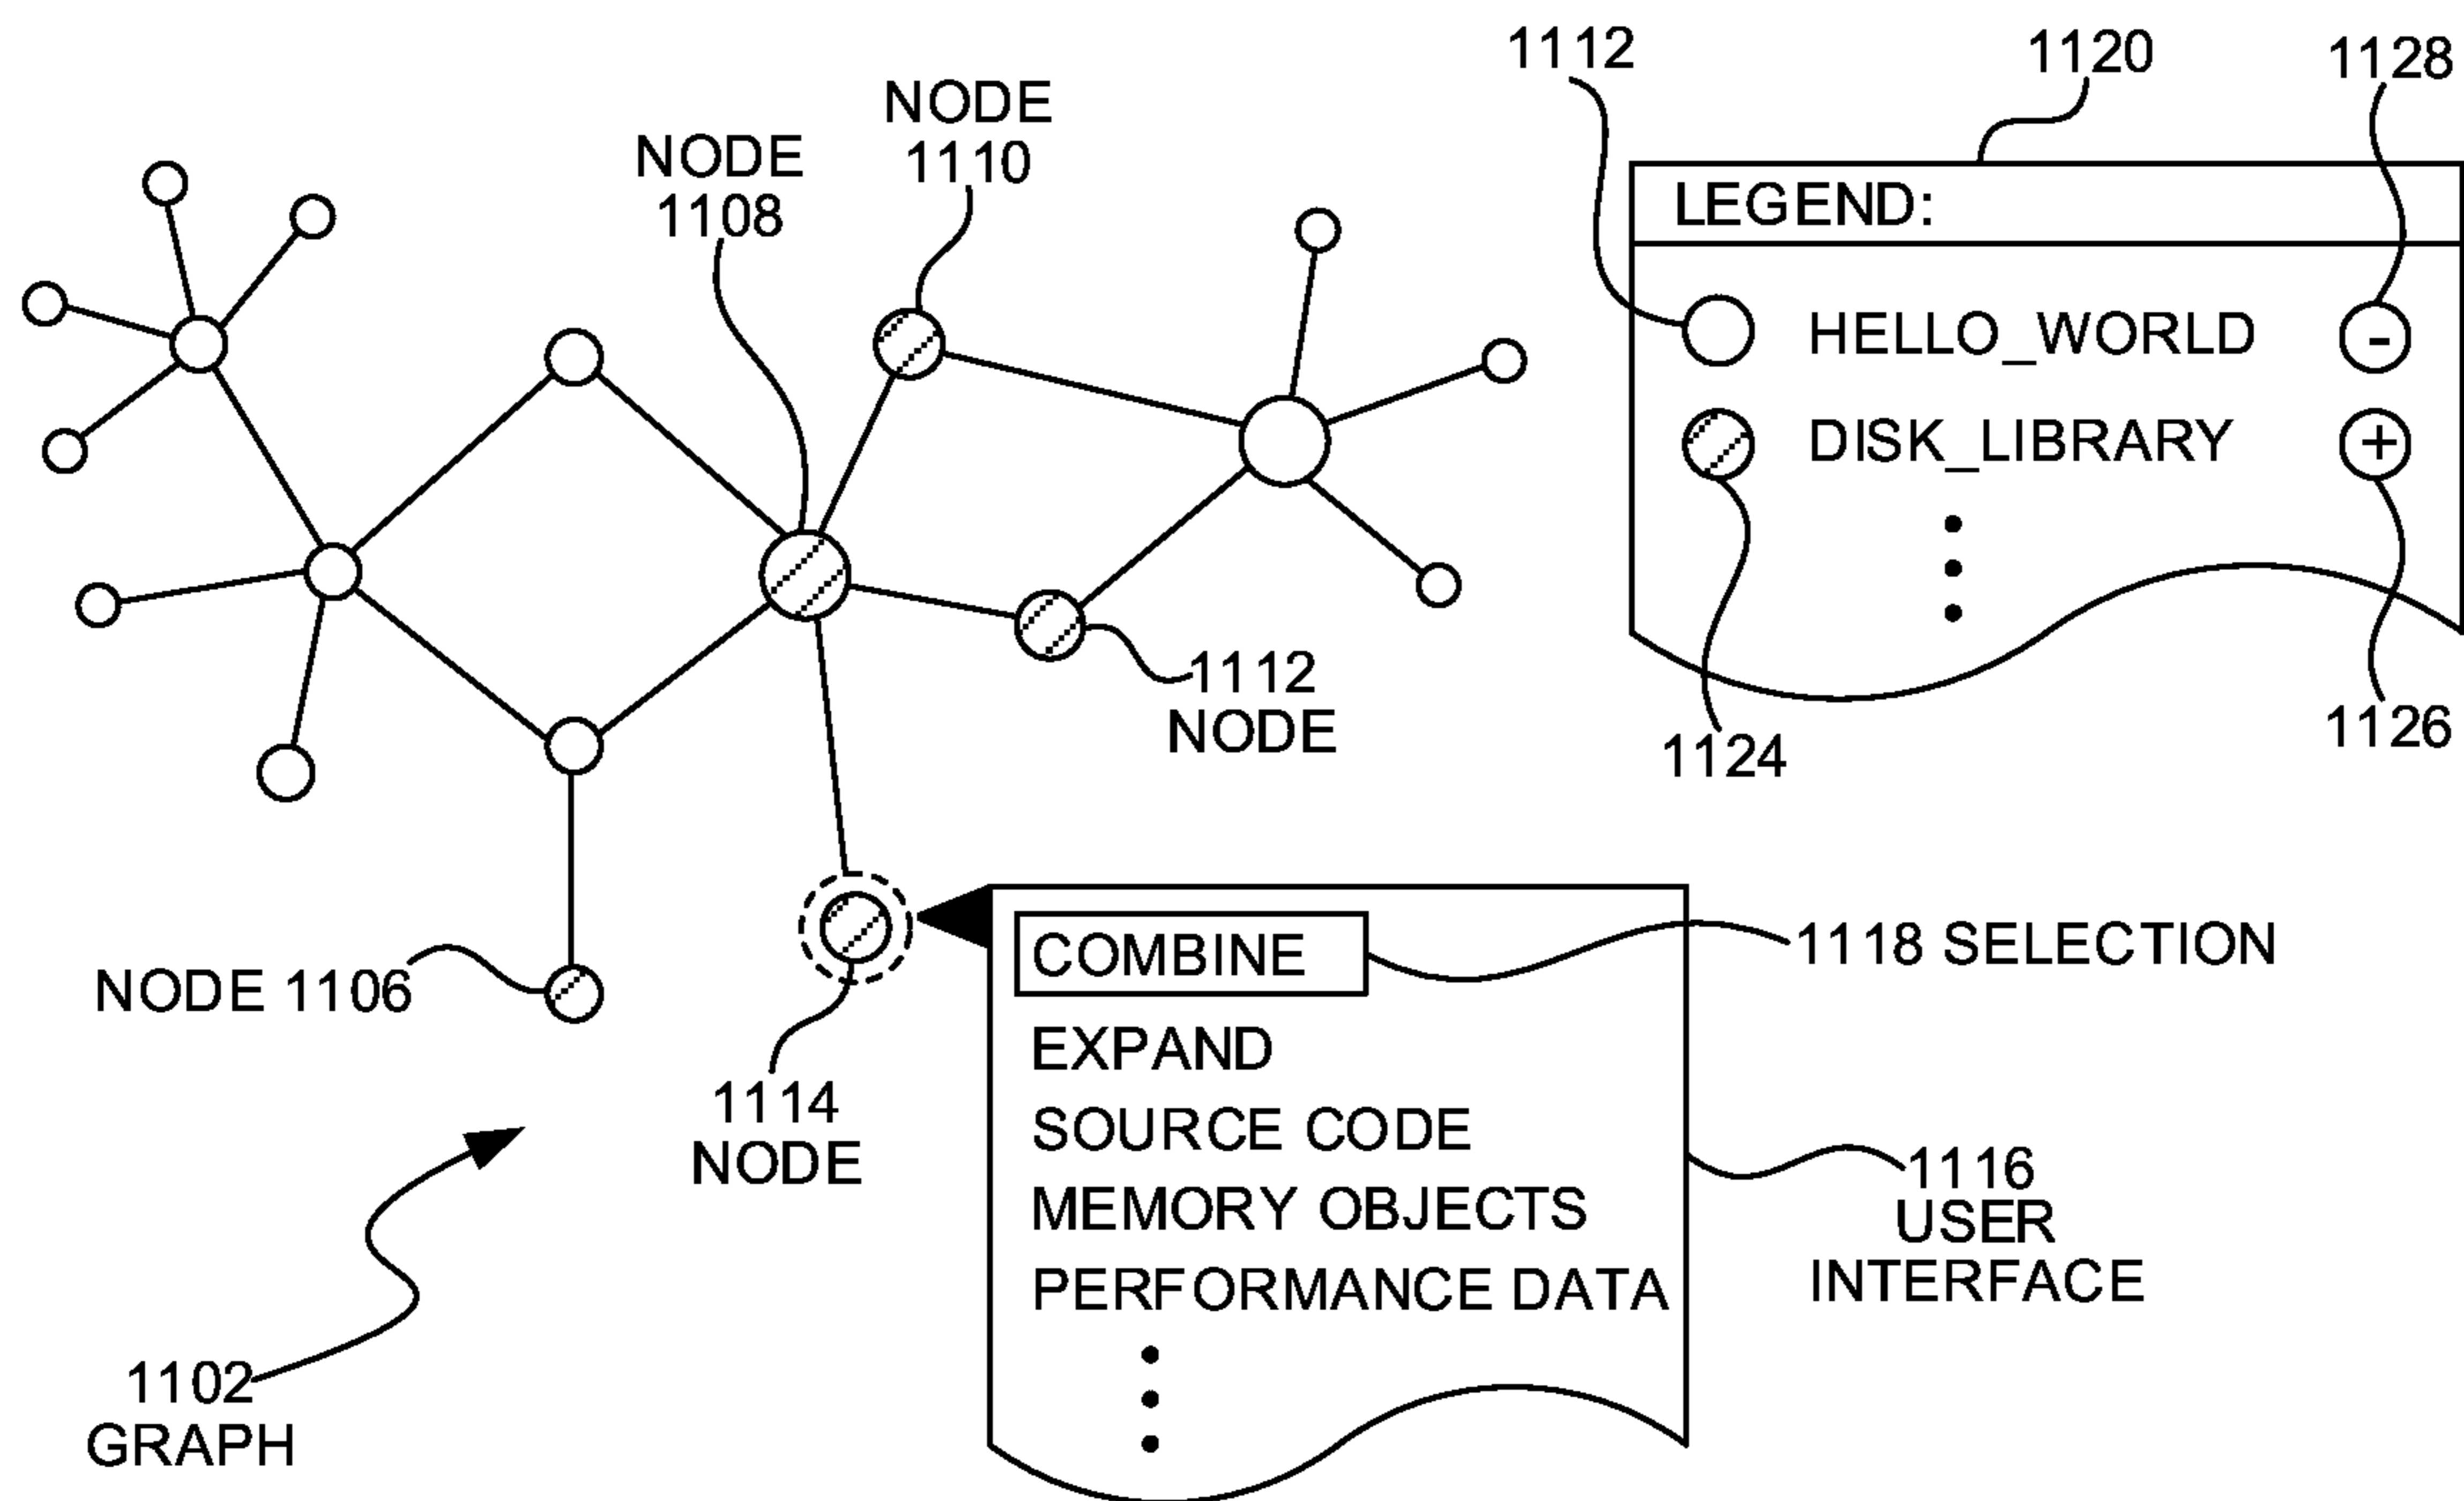 1112
1120
1128
NODE
1110
NODE
1108
LEGEND:
HELLO_WORLD
-
DISK_LIBRARY
+
1112
NODE
1124
1126
NODE 1106
COMBINE
1118 SELECTION
EXPAND
1114
NODE
SOURCE CODE
MEMORY OBJECTS
PERFORMANCE DATA
1116
USER
INTERFACE
1102
GRAPH